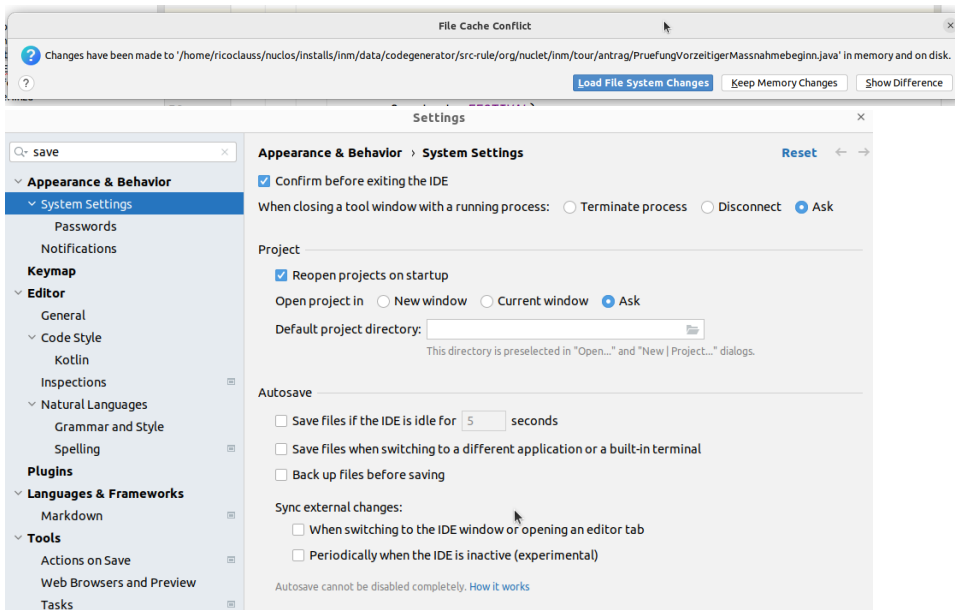 File Cache Conflict
Changes have been made to '/home/ricoclauss/nuclos/installs/inm/data/codegenerator/src-rule/org/nuclet/inm/tour/antrag/PruefungVorzeitigerMassnahmebeginn.java' in memory and on disk.
? Load File System Changes Keep Memory Changes Show Difference
Settings
save
Appearance & Behavior › System Settings Reset
Appearance & Behavior
System Settings
Passwords
Notifications
Keymap
Editor
General
Code Style
Kotlin
Inspections
Natural Languages
Grammar and Style
Spelling
Plugins
Languages & Frameworks
Markdown
Tools
Actions on Save
Web Browsers and Preview
Tasks
Confirm before exiting the IDE
When closing a tool window with a running process: Terminate process Disconnect Ask
Project
Reopen projects on startup
Open project in New window Current window Ask
Default project directory:
This directory is preselected in "Open..." and "New | Project..." dialogs.
Autosave
Save files if the IDE is idle for 5 seconds
Save files when switching to a different application or a built-in terminal
Back up files before saving
Sync external changes:
When switching to the IDE window or opening an editor tab
Periodically when the IDE is inactive (experimental)
Autosave cannot be disabled completely. How it works